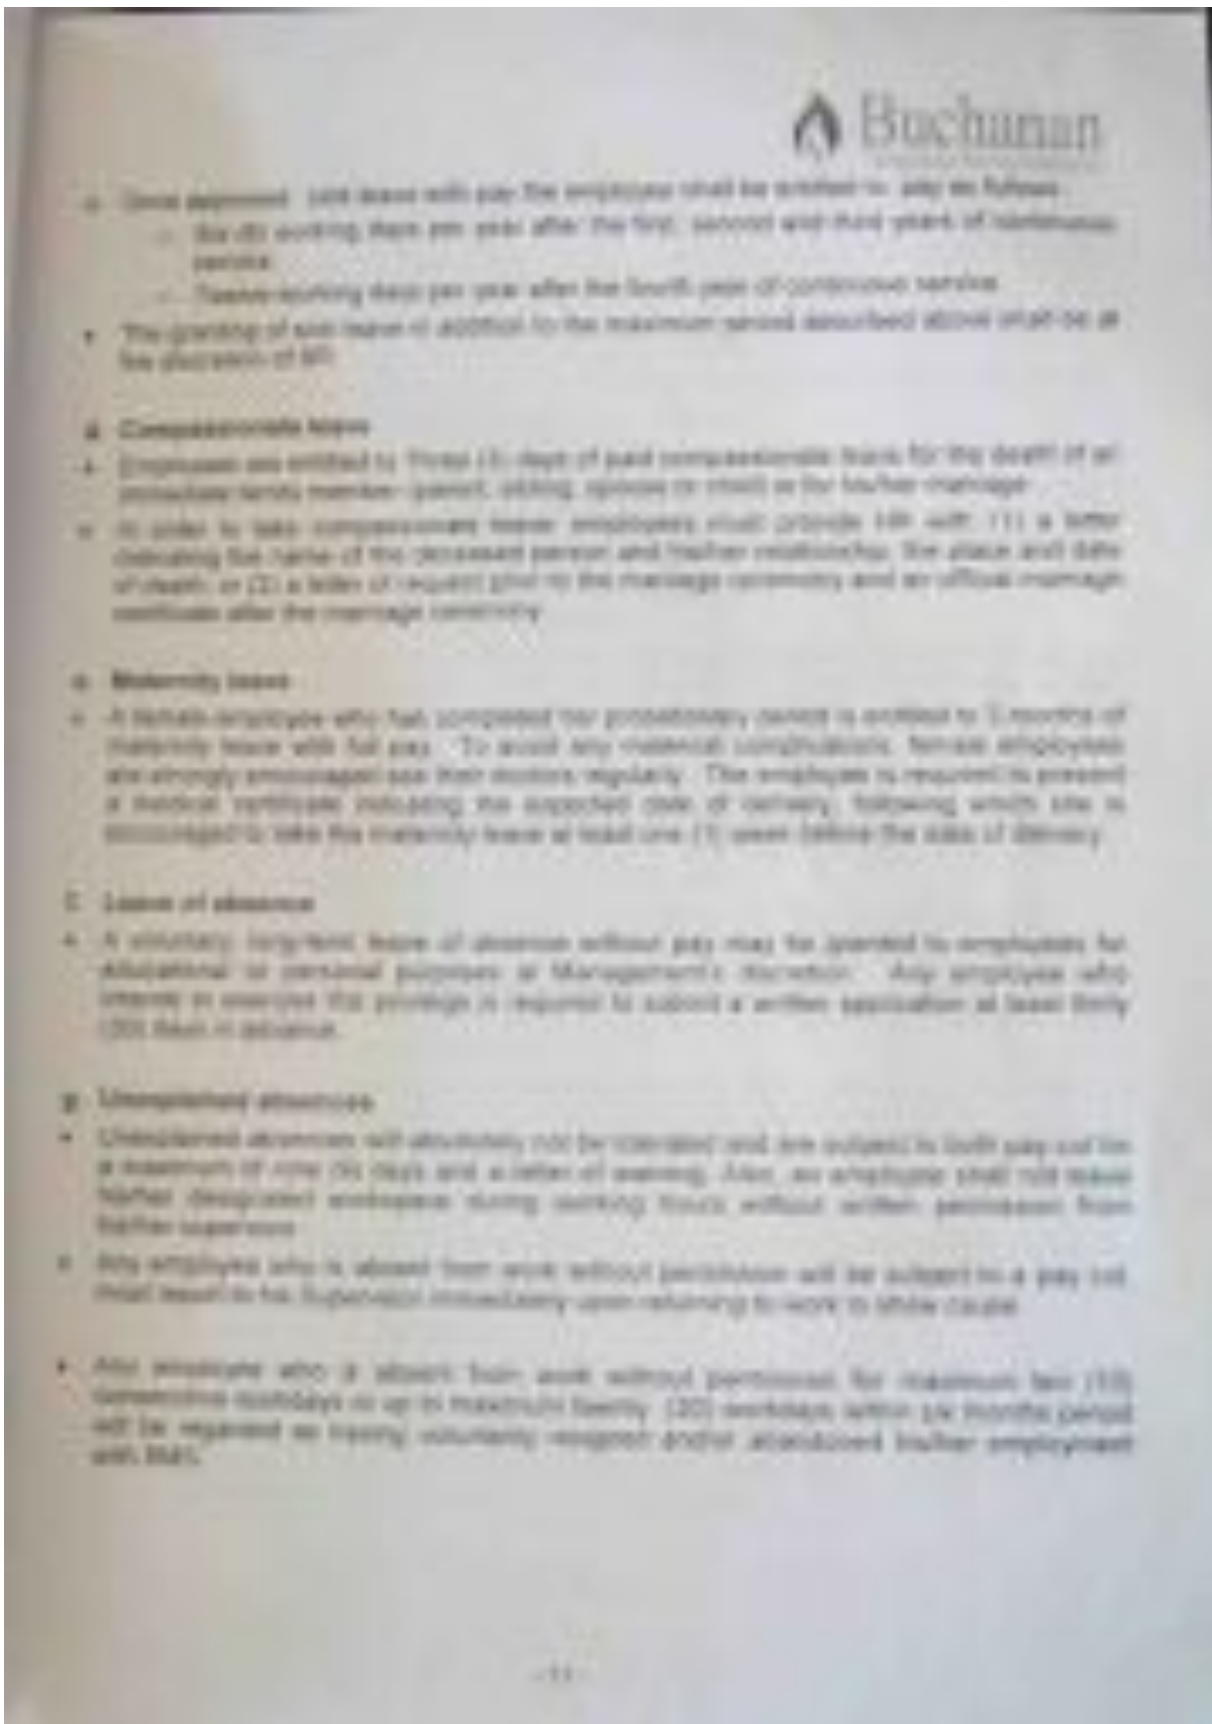 Buchanan
sick leave with pay the employee shall be entitled to pay as follows
working days per year after the first, second and third years of continuous
service
Twelve working days per year after the fourth year of continuous service
The granting of sick leave in addition to the maximum period described above shall be at
the discretion of
Compassionate leave
Employees are entitled to Three (3) days of paid compassionate leave for the death of an
immediate family member (parent, sibling, spouse or child) or for his/her marriage
In order to take compassionate leave employees must provide HR with (1) a letter
indicating the name of the deceased person and his/her relationship, the place and date
of death, or (2) a letter of request prior to the marriage ceremony and an official marriage
certificate after the marriage ceremony
e. Maternity leave
A female employee who has completed her probationary period is entitled to 3 months of
maternity leave with full pay. To avoid any maternal complications, female employees
are strongly encouraged see their doctors regularly. The employee is required to present
a medical certificate indicating the expected date of delivery, following which she is
encouraged to take the maternity leave at least one (1) week before the date of delivery.
f. Leave of absence
A voluntary, long-term leave of absence without pay may be granted to employees for
educational or personal purposes at Management's discretion. Any employee who
intends to exercise this privilege is required to submit a written application at least thirty
(30) days in advance.
g. Unexplained absences
Unexplained absences will absolutely not be tolerated and are subject to both pay cut for
a maximum of days and a letter of warning. Also, an employee shall not leave
his/her designated workplace during working hours without written permission from
his/her supervisor
Any employee who is absent from work without permission will be subject to a pay cut
must report to his Supervisor immediately upon returning to work to show cause
Any employee who is absent from work without permission for maximum ten (10)
consecutive workdays or up to maximum twenty (20) workdays within six months period
will be regarded as having voluntarily resigned and/or abandoned his/her employment
with